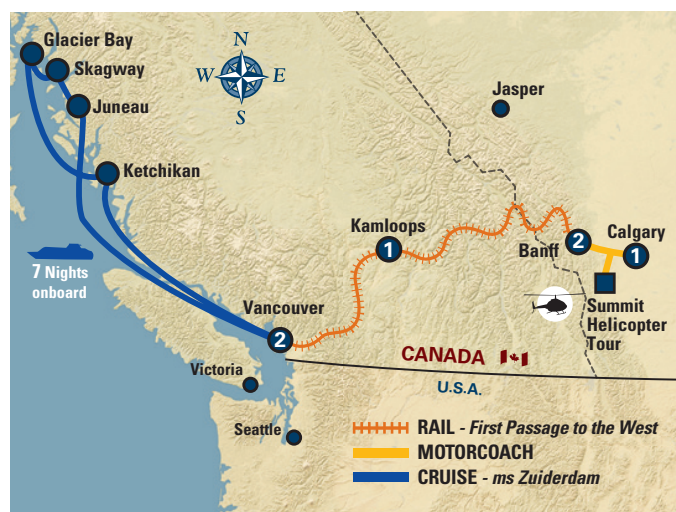 Glacier Bay
Skagway
Juneau
Ketchikan
N
W E
S
Jasper
Kamloops
1
Banff
2
Calgary
1
7 Nights
onboard
Vancouver
2
Summit
Helicopter
Tour
CANADA
U.S.A.
Victoria
Seattle
RAIL - First Passage to the West
MOTORCOACH
CRUISE - ms Zuiderdam